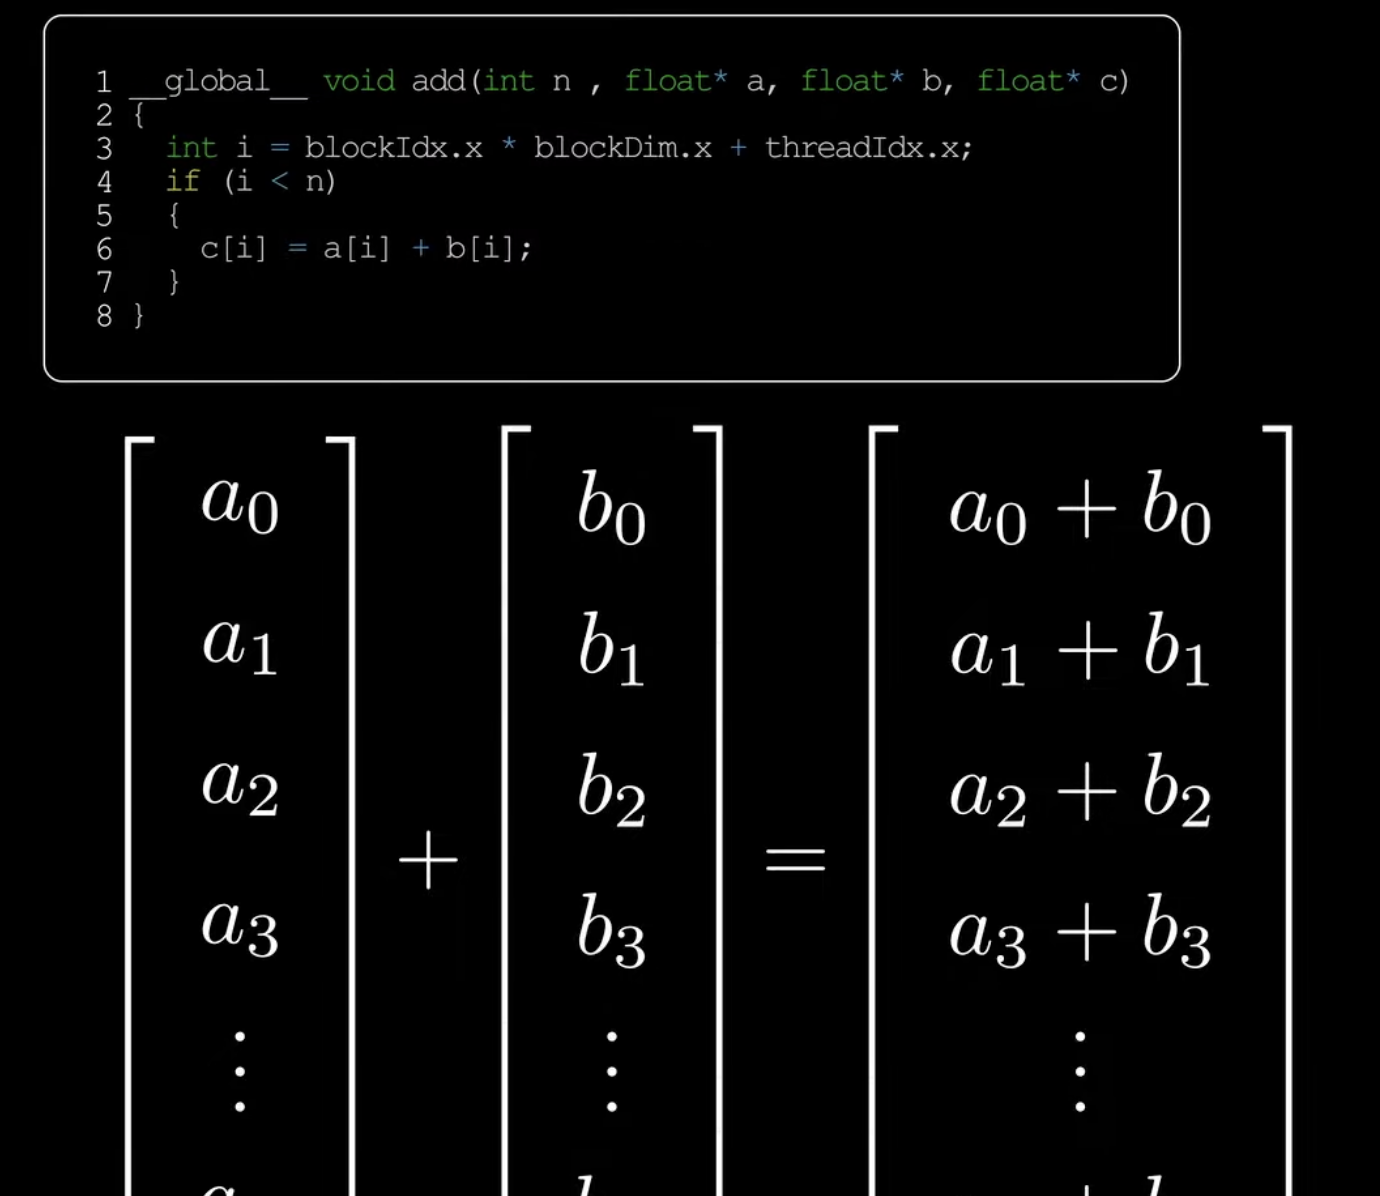 1 __global__ void add(int n , float* a, float* b, float* c)
2 {
3 int i = blockIdx.x * blockDim.x + threadIdx.x;
4 if (i < n)
5 {
6 c[i] = a[i] + b[i];
7 }
8 }
a0 b0 a0 + b0
a1 b1 a1 + b1
a2 b2 a2 + b2
+ =
a3 b3 a3 + b3
⋮ ⋮ ⋮